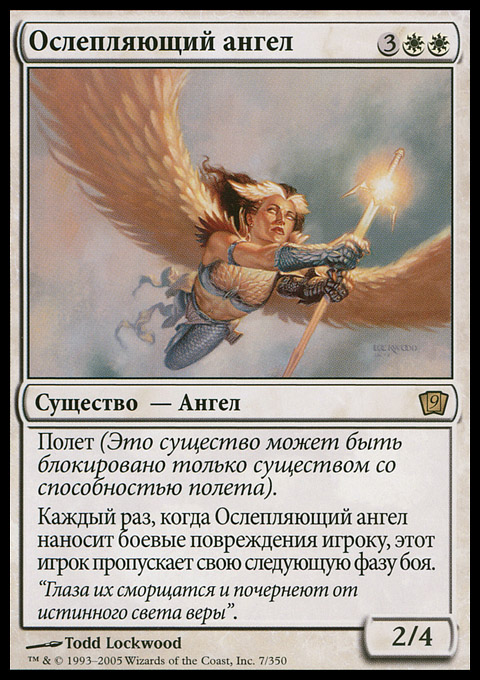 Ослепляющий ангел 3
Существо — Ангел 9
Полет (Это существо может быть
блокировано только существом со
способностью полета).
Каждый раз, когда Ослепляющий ангел
наносит боевые повреждения игроку, этот
игрок пропускает свою следующую фазу боя.
“Глаза их сморщатся и почернеют от
истинного света веры”.
Todd Lockwood
2/4
™ & © 1993–2005 Wizards of the Coast, Inc. 7/350